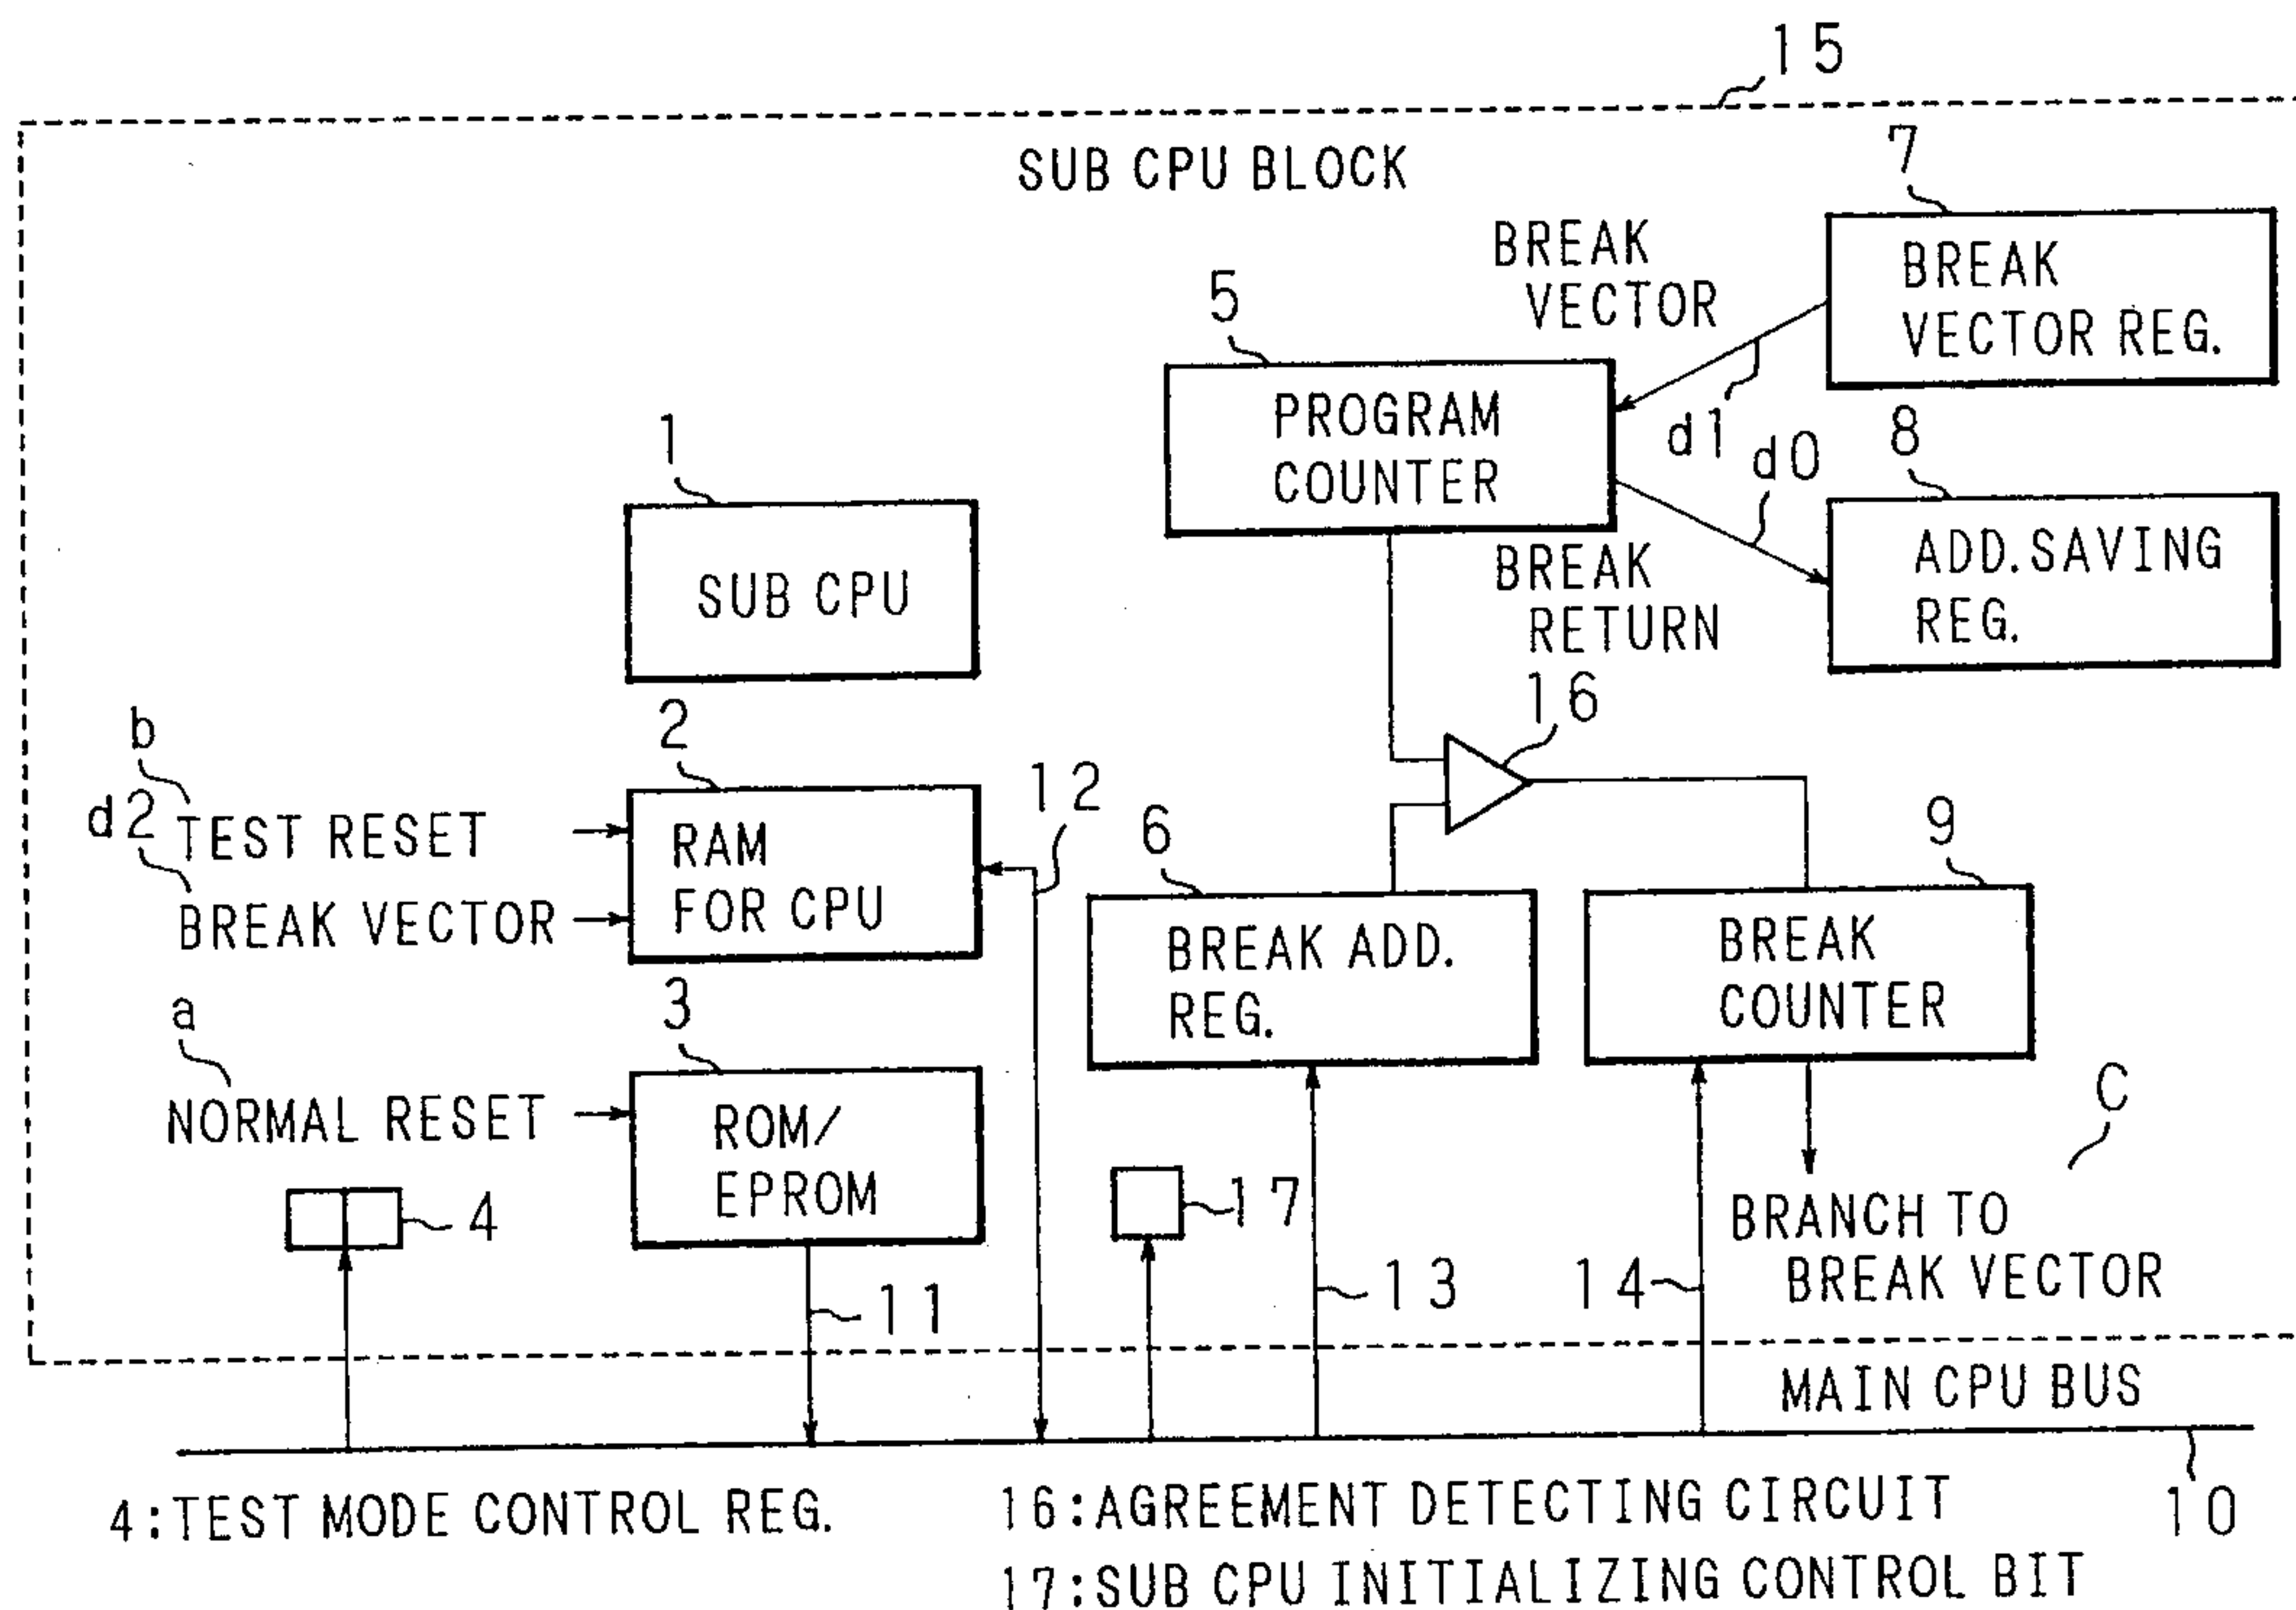 15
SUB CPU BLOCK
7
BREAK
VECTOR REG.
BREAK
VECTOR
5
PROGRAM
COUNTER
d1
d0
8
ADD.SAVING
REG.
BREAK
RETURN
1
SUB CPU
16
b
TEST RESET
d2
BREAK VECTOR
2
RAM
FOR CPU
12
6
BREAK ADD.
REG.
9
BREAK
COUNTER
a
NORMAL RESET
3
ROM/
EPROM
4
17
C
BRANCH TO
BREAK VECTOR
11
13
14
MAIN CPU BUS
10
4:TEST MODE CONTROL REG.
16:AGREEMENT DETECTING CIRCUIT
17:SUB CPU INITIALIZING CONTROL BIT